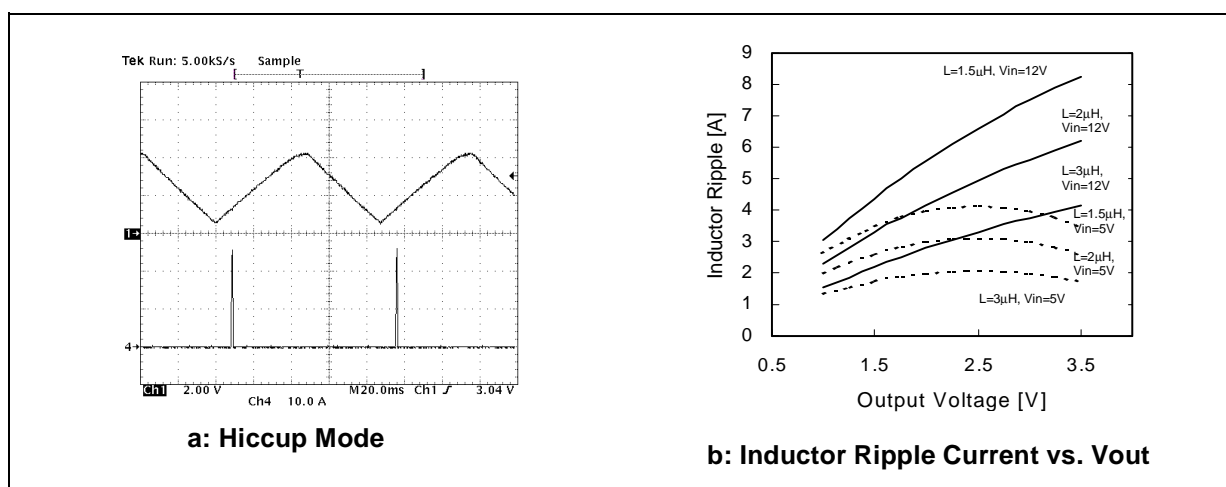 Tek Run: 5.00kS/s Sample
T
1
4
Ch1 2.00 V M20.0ms Ch1 3.04 V
Ch4 10.0 A
a: Hiccup Mode
9
8
7
6
5
4
3
2
1
0
Inductor Ripple [A]
L=1.5µH, Vin=12V
L=2µH,
Vin=12V
L=3µH,
Vin=12V
L=1.5µH,
Vin=5V
L=2µH,
Vin=5V
L=3µH, Vin=5V
0.5 1.5 2.5 3.5
Output Voltage [V]
b: Inductor Ripple Current vs. Vout